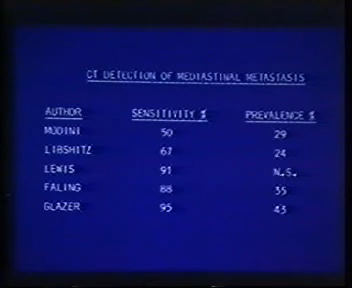 CT DETECTION OF MEDIASTINAL METASTASIS
AUTHOR SENSITIVITY % PREVALENCE %
MODINI 50 29
LIBSHITZ 67 24
LEWIS 91 N.S.
FALING 88 35
GLAZER 95 43